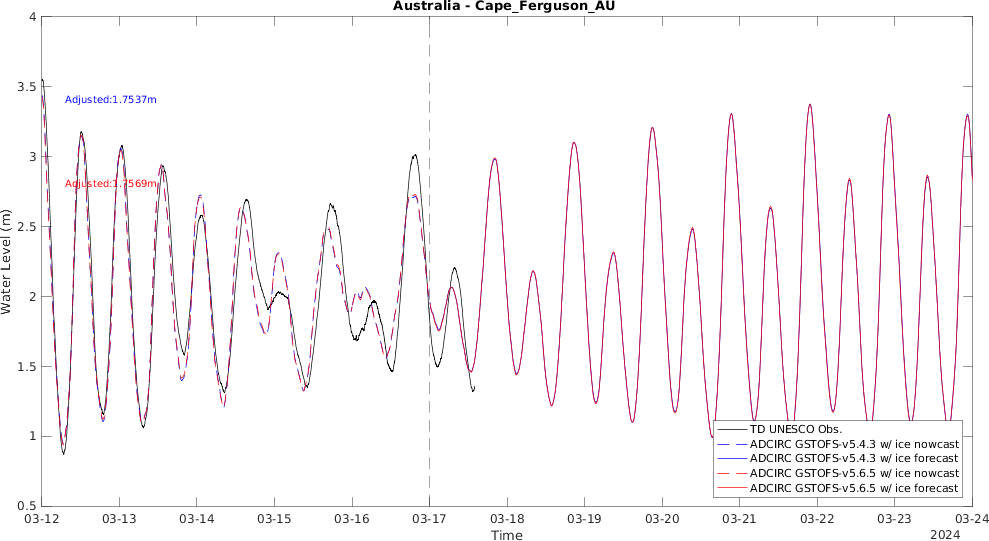 Australia - Cape_Ferguson_AU
4
3.5
3
2.5
2
1.5
1
0.5
Water Level (m)
Adjusted:1.7537m
Adjusted:1.7569m
TD UNESCO Obs.
ADCIRC GSTOFS-v5.4.3 w/ ice nowcast
ADCIRC GSTOFS-v5.4.3 w/ ice forecast
ADCIRC GSTOFS-v5.6.5 w/ ice nowcast
ADCIRC GSTOFS-v5.6.5 w/ ice forecast
03-12 03-13 03-14 03-15 03-16 03-17 03-18 03-19 03-20 03-21 03-22 03-23 03-24
Time
2024